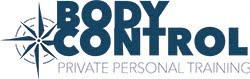 BODY
CONTROL
PRIVATE PERSONAL TRAINING